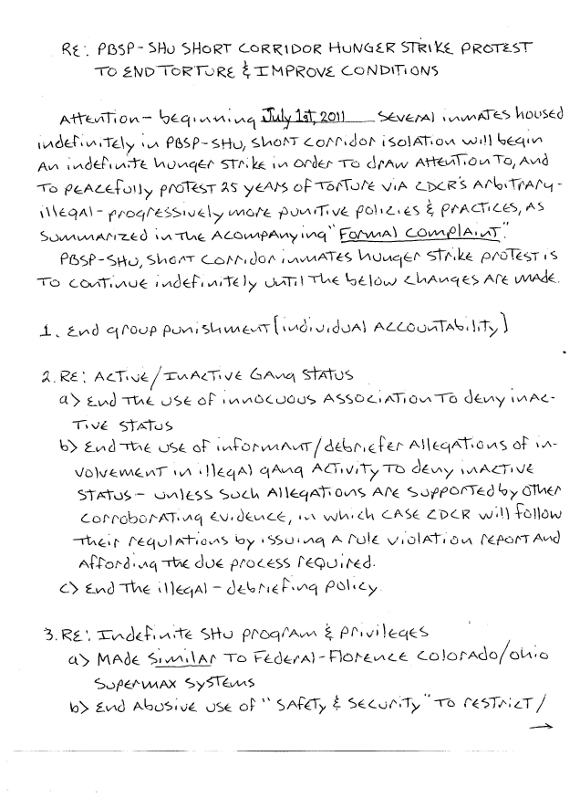 RE: PBSP-SHU SHORT CORRIDOR HUNGER STRIKE PROTEST
TO END TORTURE & IMPROVE CONDITIONS
Attention- beginning July 1st, 2011 Several inmates housed
indefinitely in PBSP-SHU, Short Corridor isolation will begin
An indefinite hunger strike in order to draw attention to, and
To peacefully protest 25 years of torture via CDCR's arbitrary-
illegal-progressively more punitive policies & practices, as
summarized in the acompanying "Formal Complaint."
PBSP-SHU, Short Corridor inmates hunger strike protest is
to continue indefinitely until the below changes are made.
1. End group punishment [individual accountability]
2. RE: Active/Inactive Gang Status
a> End the use of innocuous association to deny inac-
tive status
b> End the use of informant/debriefer allegations of in-
volvement in illegal gang activity to deny inactive
status- unless such allegations are supported by other
corroborating evidence, in which case CDCR will follow
their regulations by issuing a rule violation report and
affording the due process required.
c> End the illegal-debriefing policy
3. RE: Indefinite SHU program & privileges
a> Made Similar to Federal-Florence Colorado/Ohio
Supermax systems
b> End abusive use of "Safety & Security" to restrict/
→